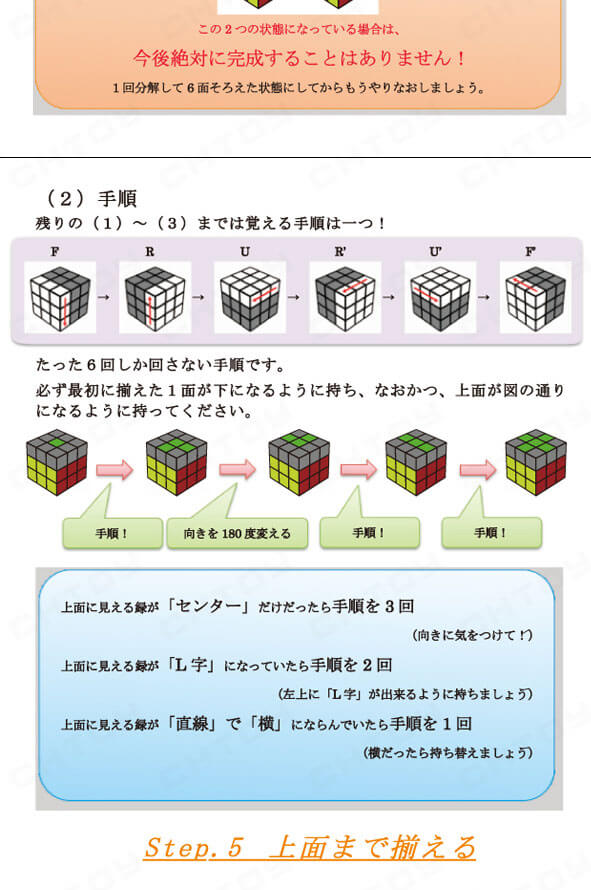 この2つの状態になっている場合は、
今後絶対に完成することはありません！
1回分解して6面そろえた状態にしてからもうやりなおしましょう。
（2）手順
残りの（1）～（3）までは覚える手順は一つ！
F R U R’ U’ F’
たった6回しか回さない手順です。
必ず最初に揃えた1面が下になるように持ち、なおかつ、上面が図の通り
になるように持ってください。
手順！ 向きを180度変える 手順！ 手順！
上面に見える緑が「センター」だけだったら手順を3回
（向きに気をつけて！）
上面に見える緑が「L字」になっていたら手順を2回
（左上に「L字」が出来るように持ちましょう）
上面に見える緑が「直線」で「横」にならんでいたら手順を1回
（横だったら持ち替えましょう）
Step.5 上面まで揃える
CHTOY